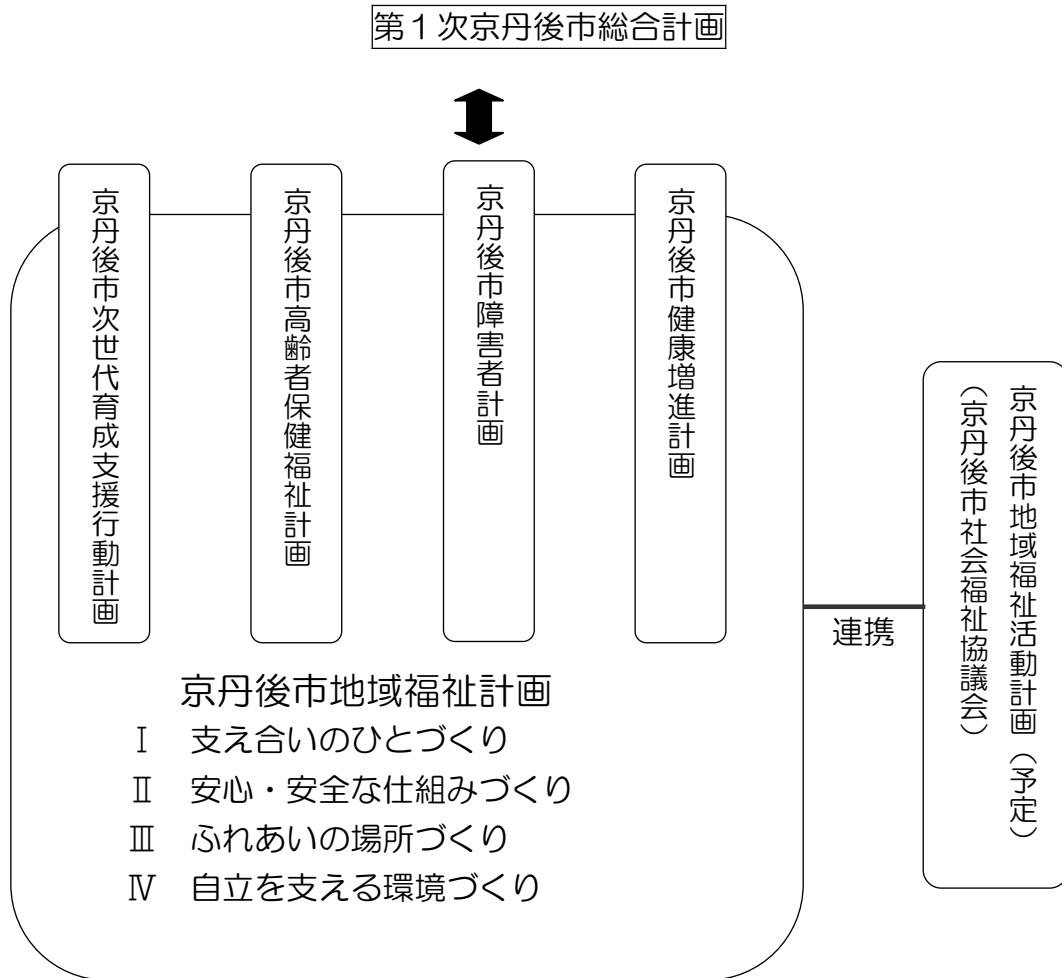 第１次京丹後市総合計画
京丹後市次世代育成支援行動計画
京丹後市高齢者保健福祉計画
京丹後市障害者計画
京丹後市健康増進計画
京丹後市地域福祉活動計画（予定）
（京丹後市社会福祉協議会）
連携
京丹後市地域福祉計画
Ⅰ　支え合いのひとづくり
Ⅱ　安心・安全な仕組みづくり
Ⅲ　ふれあいの場所づくり
Ⅳ　自立を支える環境づくり